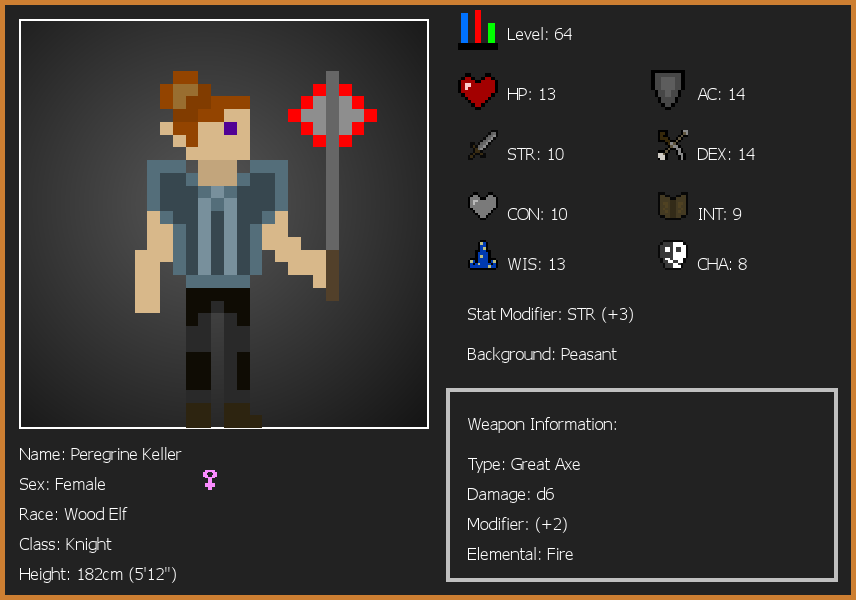 Level: 64
HP: 13
AC: 14
STR: 10
DEX: 14
CON: 10
INT: 9
WIS: 13
CHA: 8
Stat Modifier: STR (+3)
Background: Peasant
Weapon Information:
Type: Great Axe
Damage: d6
Modifier: (+2)
Elemental: Fire
Name: Peregrine Keller
Sex: Female
Race: Wood Elf
Class: Knight
Height: 182cm (5'12")